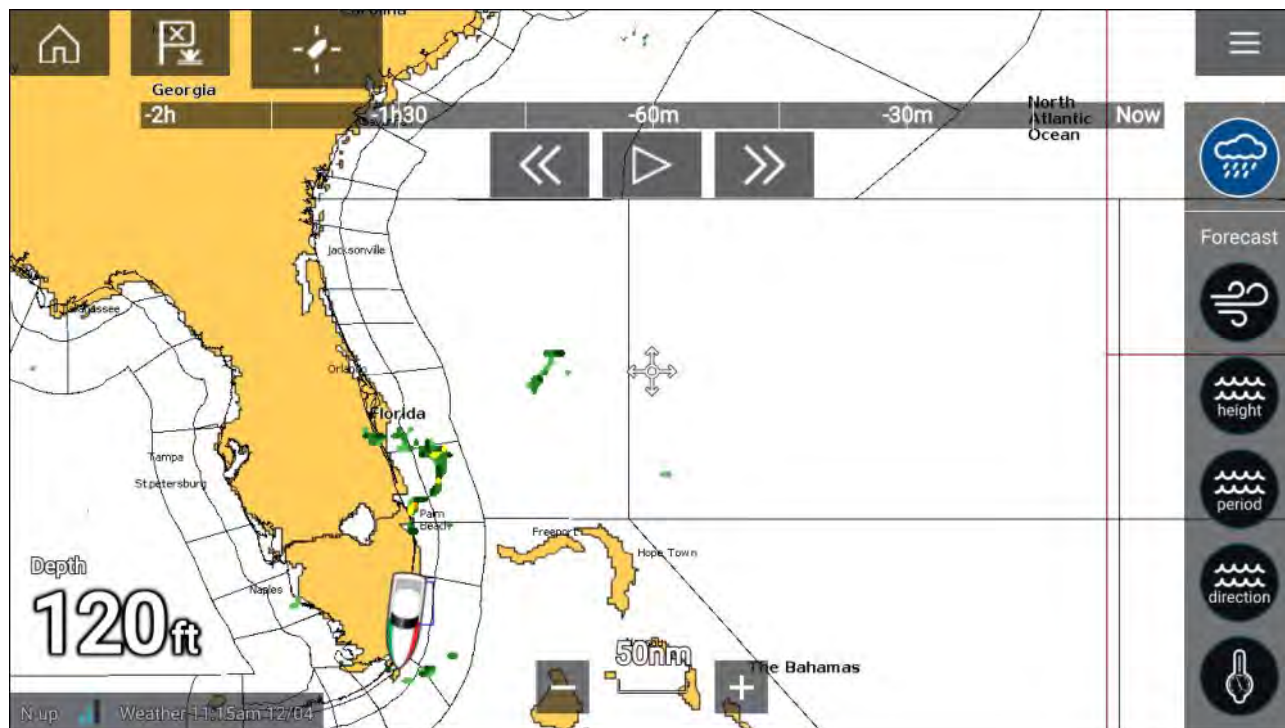 Carolina
Georgia
-2h
-1h30
-60m
-30m
Now
North
Atlantic
Ocean
Forecast
Jacksonville
Orlando
Florida
Tampa
St.petersburg
Palm
Beach
Freeport
Hope Town
height
period
direction
Depth
120ft
Naples
50nm
The Bahamas
N-up
Weather 11:15am 12/04